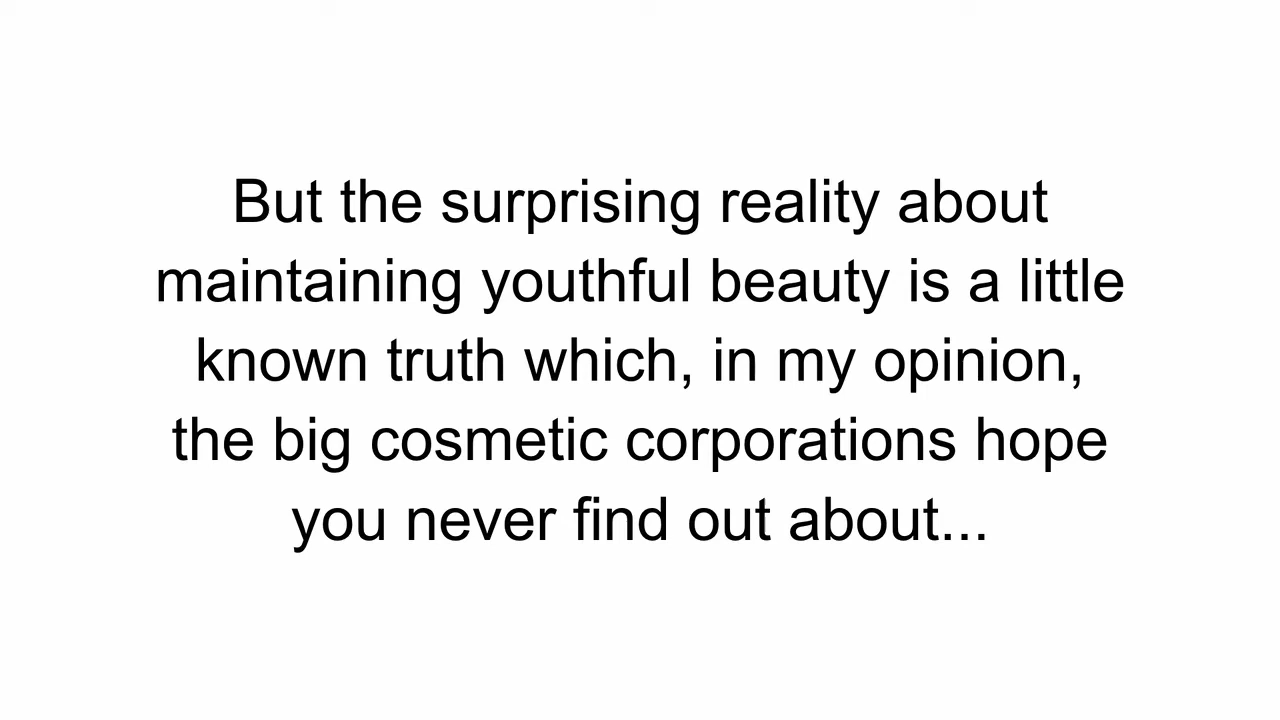 But the surprising reality about
maintaining youthful beauty is a little
known truth which, in my opinion,
the big cosmetic corporations hope
you never find out about...